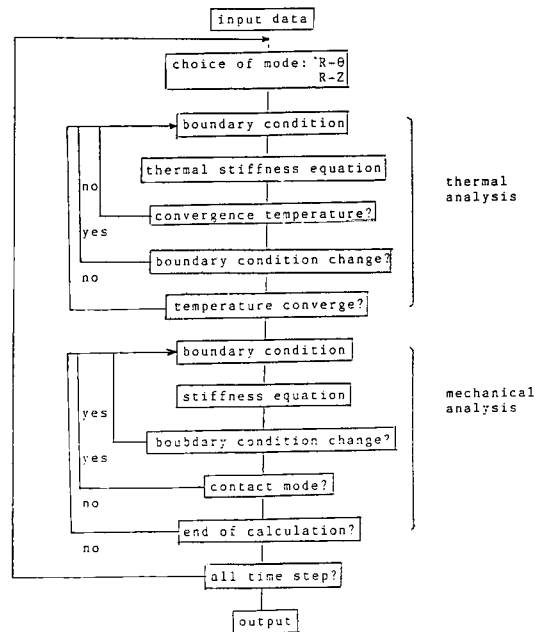 input data
choice of mode: R-θ
R-Z
boundary condition
thermal stiffness equation
no
convergence temperature?
yes
boundary condition change?
no
temperature converge?
thermal
analysis
boundary condition
stiffness equation
yes
boubdary condition change?
yes
contact mode?
no
end of calculation?
no
all time step?
output
mechanical
analysis